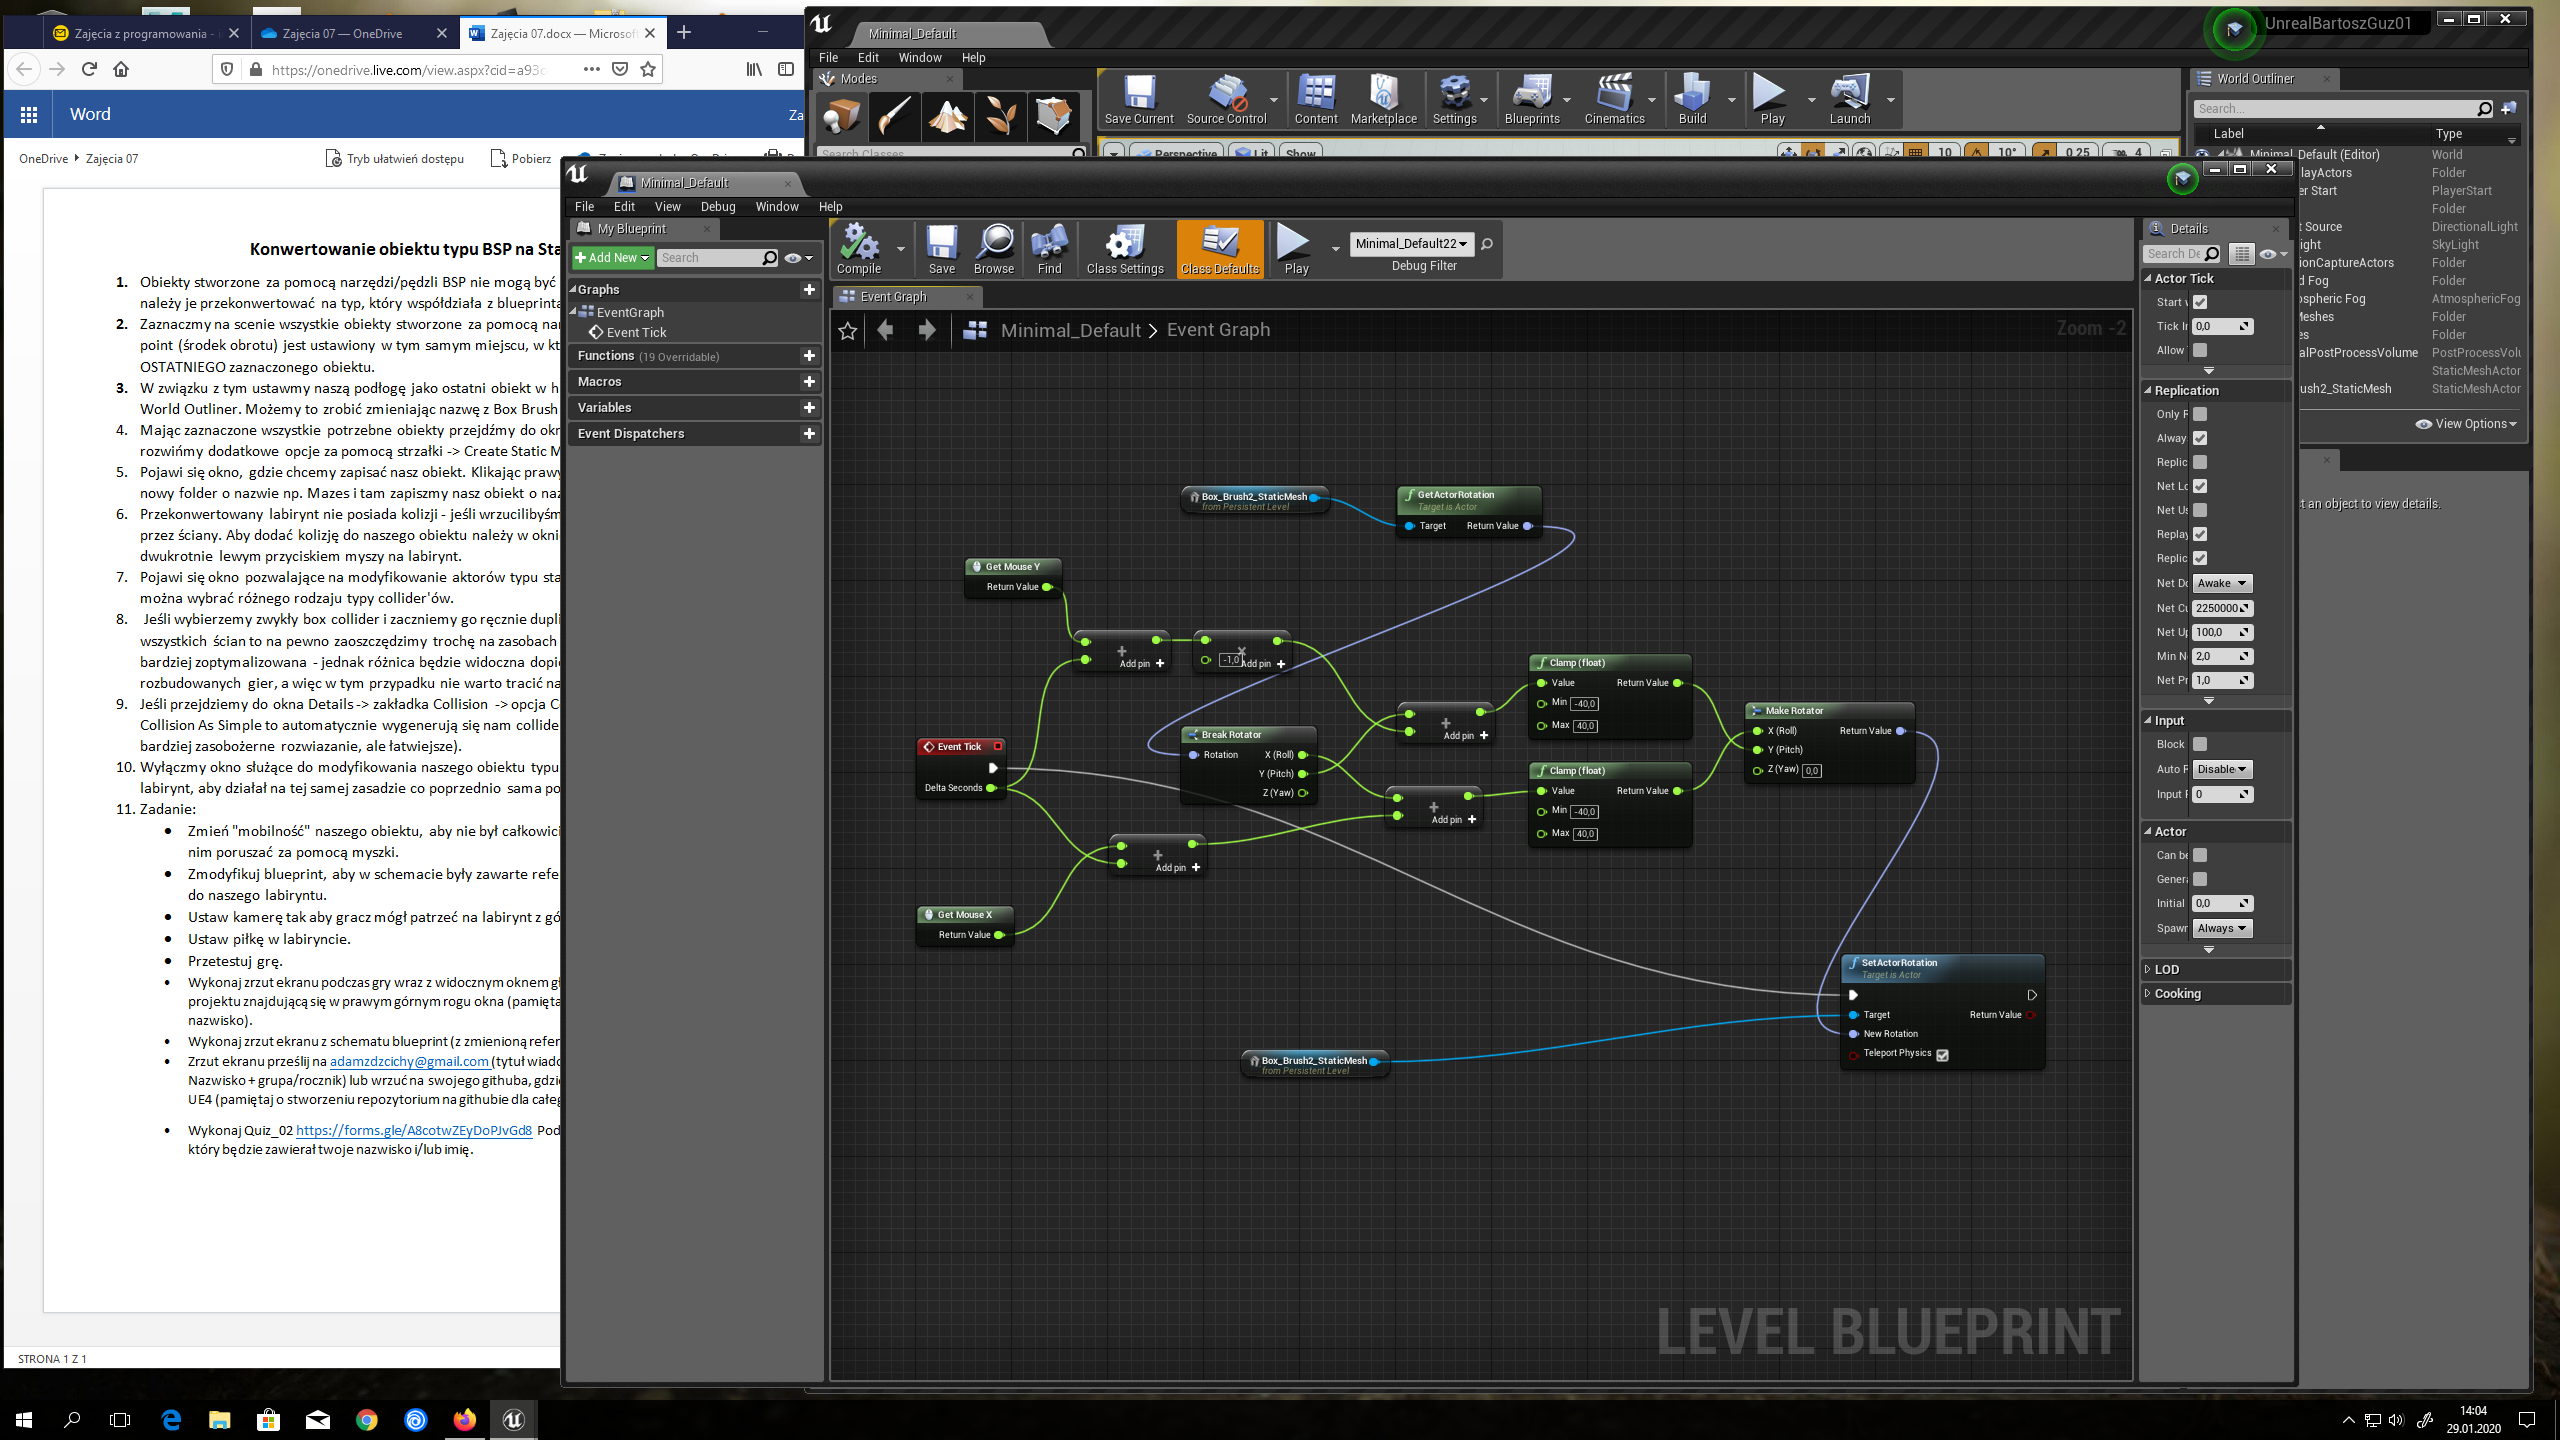 Zajęcia z programowania -
Zajęcia 07 — OneDrive
Zajęcia 07.docx — Microsof
https://onedrive.live.com/view.aspx?cid=a93c
Word
Za
OneDrive
Zajęcia 07
Tryb ułatwień dostępu
Pobierz
Konwertowanie obiektu typu BSP na Sta
1. Obiekty stworzone za pomocą narzędzi/pędzli BSP nie mogą być
należy je przekonwertować na typ, który współdziała z blueprinta
2. Zaznaczmy na scenie wszystkie obiekty stworzone za pomocą nar
point (środek obrotu) jest ustawiony w tym samym miejscu, w kt
OSTATNIEGO zaznaczonego obiektu.
3. W związku z tym ustawmy naszą podłogę jako ostatni obiekt w h
World Outliner. Możemy to zrobić zmieniając nazwę z Box Brush
4. Mając zaznaczone wszystkie potrzebne obiekty przejdźmy do okn
rozwińmy dodatkowe opcje za pomocą strzałki -> Create Static M
5. Pojawi się okno, gdzie chcemy zapisać nasz obiekt. Klikając prawy
nowy folder o nazwie np. Mazes i tam zapiszmy nasz obiekt o naz
6. Przekonwertowany labirynt nie posiada kolizji - jeśli wrzucilibyśm
przez ściany. Aby dodać kolizję do naszego obiektu należy w oknie
dwukrotnie lewym przyciskiem myszy na labirynt.
7. Pojawi się okno pozwalające na modyfikowanie aktorów typu sta
można wybrać różnego rodzaju typy collider'ów.
8. Jeśli wybierzemy zwykły box collider i zaczniemy go ręcznie dupli
wszystkich ścian to na pewno zaoszczędzimy trochę na zasobach
bardziej zoptymalizowana - jednak różnica będzie widoczna dopie
rozbudowanych gier, a więc w tym przypadku nie warto tracić na
9. Jeśli przejdziemy do okna Details -> zakładka Collision -> opcja C
Collision As Simple to automatycznie wygenerują się nam collide
bardziej zasobożerne rozwiazanie, ale łatwiejsze).
10. Wyłączmy okno służące do modyfikowania naszego obiektu typu
labirynt, aby działał na tej samej zasadzie co poprzednio sama po
11. Zadanie:
• Zmień "mobilność" naszego obiektu, aby nie był całkowici
nim poruszać za pomocą myszki.
• Zmodyfikuj blueprint, aby w schemacie były zawarte refe
do naszego labiryntu.
• Ustaw kamerę tak aby gracz mógł patrzeć na labirynt z gó
• Ustaw piłkę w labiryncie.
• Przetestuj grę.
• Wykonaj zrzut ekranu podczas gry wraz z widocznym oknem gł
projektu znajdującą się w prawym górnym rogu okna (pamięta
nazwisko).
• Wykonaj zrzut ekranu z schematu blueprint (z zmienioną refer
• Zrzut ekranu prześlij na adamzdzcichy@gmail.com (tytuł wiado
Nazwisko + grupa/rocznik) lub wrzuć na swojego githuba, gdzie
UE4 (pamiętaj o stworzeniu repozytorium na githubie dla całeg
• Wykonaj Quiz_02 https://forms.gle/A8cotwZEyDoPJvGd8 Pod
który będzie zawierał twoje nazwisko i/lub imię.
STRONA 1 Z 1
Minimal_Default
UnrealBartoszGuz01
File Edit Window Help
Modes
Save Current
Source Control
Content
Marketplace
Settings
Blueprints
Cinematics
Build
Play
Launch
Search Classes
Perspective
Lit
Show
10
10°
0.25
4
World Outliner
Search...
Label Type
Minimal_Default (Editor) World
layActors Folder
er Start PlayerStart
Folder
t Source DirectionalLight
ight SkyLight
ionCaptureActors Folder
d Fog Folder
ospheric Fog AtmosphericFog
Meshes Folder
es Folder
alPostProcessVolume PostProcessVolu
StaticMeshActor
ush2_StaticMesh StaticMeshActor
View Options
t an object to view details.
Minimal_Default
File Edit View Debug Window Help
My Blueprint
Add New
Search
Graphs
EventGraph
Event Tick
Functions (19 Overridable)
Macros
Variables
Event Dispatchers
Compile
Save
Browse
Find
Class Settings
Class Defaults
Play
Minimal_Default22
Debug Filter
Event Graph
Minimal_Default > Event Graph
Zoom -2
Box_Brush2_StaticMesh
from Persistent Level
GetActorRotation
Target is Actor
Target Return Value
Get Mouse Y
Return Value
Add pin +
-1,0
Add pin +
Clamp (float)
Value Return Value
Min -40,0
Max 40,0
Add pin +
Make Rotator
X (Roll) Return Value
Y (Pitch)
Z (Yaw) 0,0
Break Rotator
Rotation X (Roll)
Y (Pitch)
Z (Yaw)
Event Tick
Delta Seconds
Clamp (float)
Value Return Value
Min -40,0
Max 40,0
Add pin +
Add pin +
Get Mouse X
Return Value
SetActorRotation
Target is Actor
Target Return Value
New Rotation
Teleport Physics
Box_Brush2_StaticMesh
from Persistent Level
LEVEL BLUEPRINT
Details
Search De
Actor Tick
Start
Tick I 0,0
Allow
Replication
Only
Alway
Replic
Net Lo
Net Us
Replay
Replic
Net Do Awake
Net Cu 2250000
Net Up 100,0
Min N 2,0
Net Pr 1,0
Input
Block
Auto R Disable
Input 0
Actor
Can be
Genera
Initial 0,0
Spawn Always
LOD
Cooking
14:04
29.01.2020